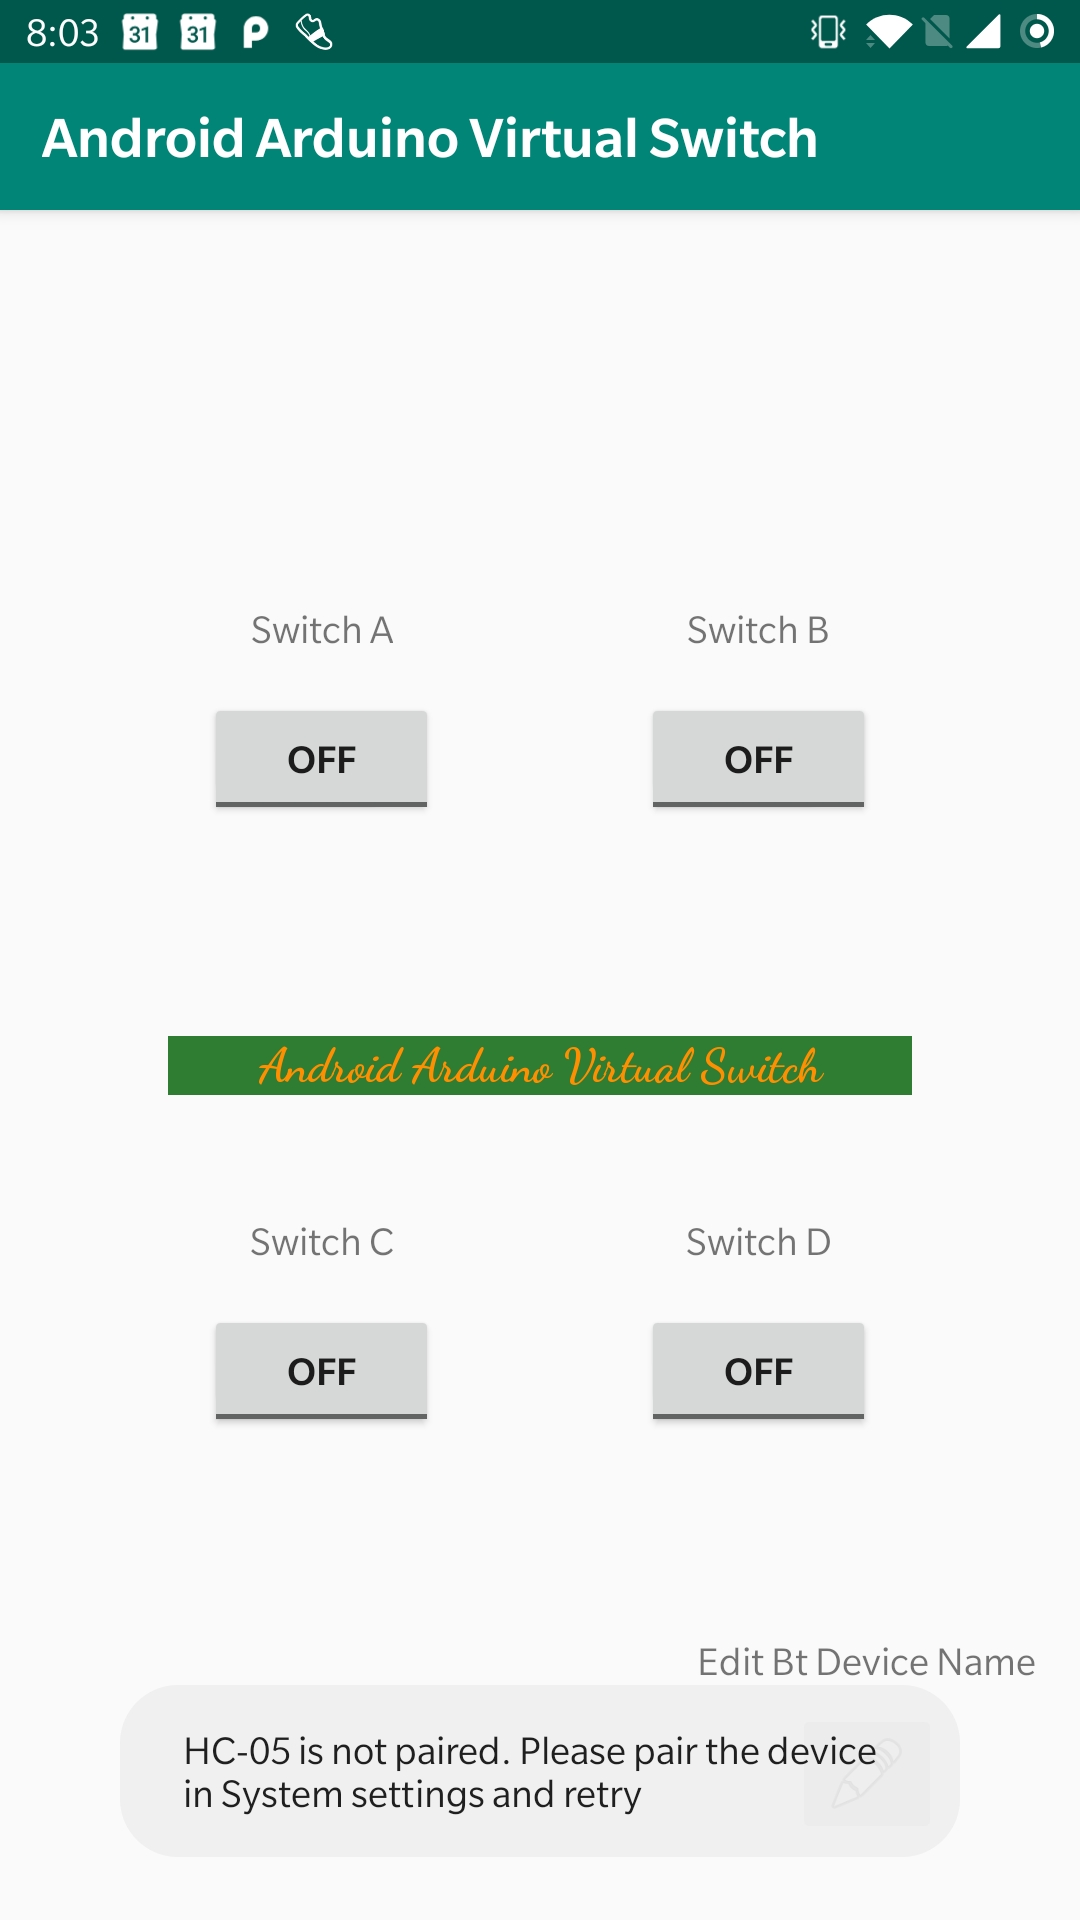 8:03 31 31
Android Arduino Virtual Switch
Switch A Switch B
OFF OFF
Android Arduino Virtual Switch
Switch C Switch D
OFF OFF
Edit Bt Device Name
HC-05 is not paired. Please pair the device
in System settings and retry